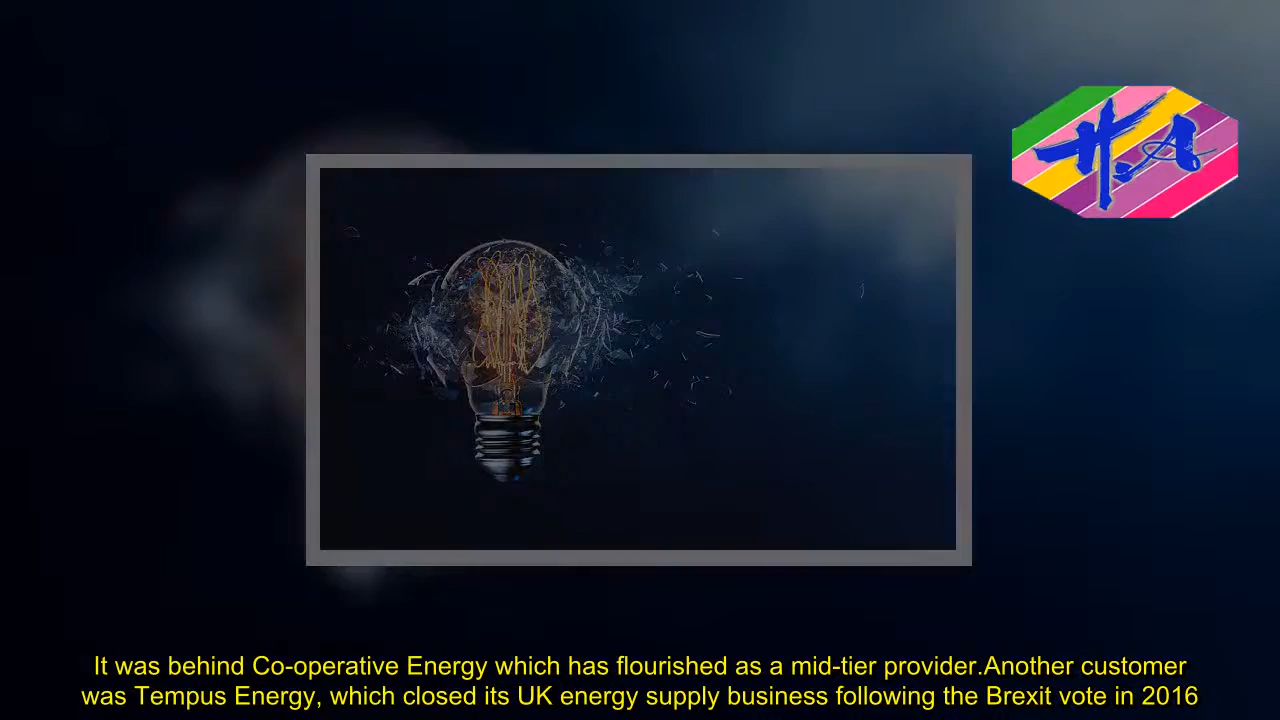 H.A
It was behind Co-operative Energy which has flourished as a mid-tier provider.Another customer
was Tempus Energy, which closed its UK energy supply business following the Brexit vote in 2016